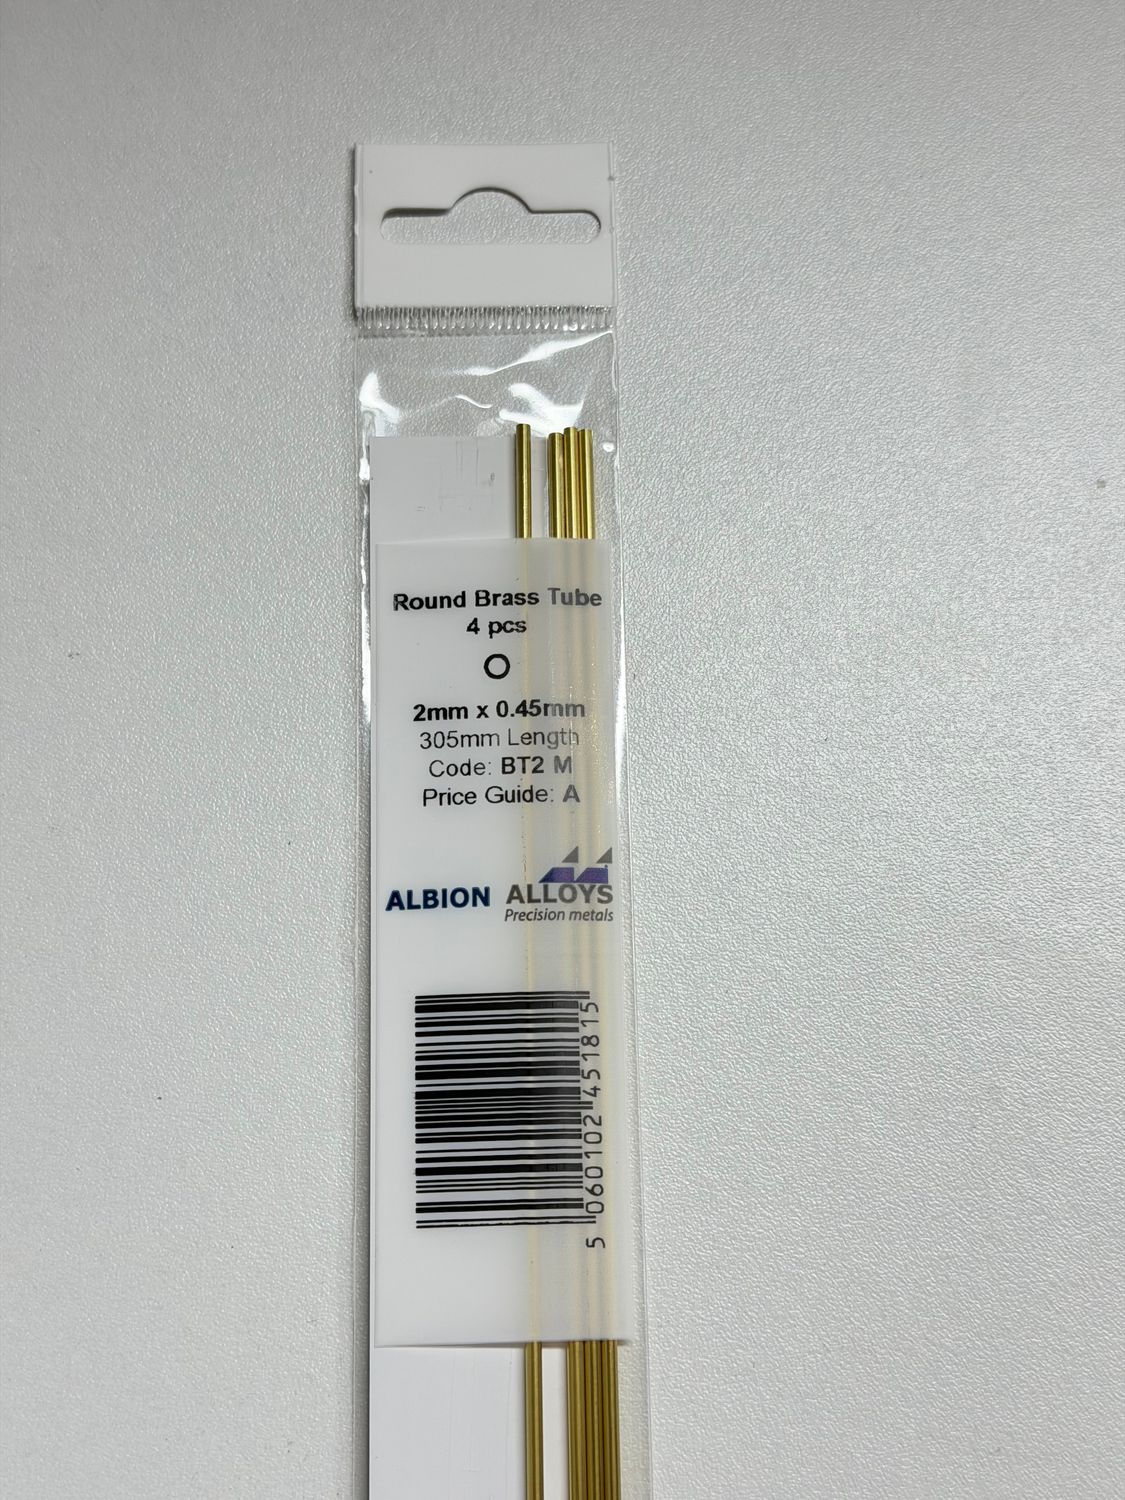 Round Brass Tube
4 pcs
2mm x 0.45mm
305mm Length
Code: BT2 M
Price Guide: A
ALBION ALLOYS
Precision metals
5 060102 451815